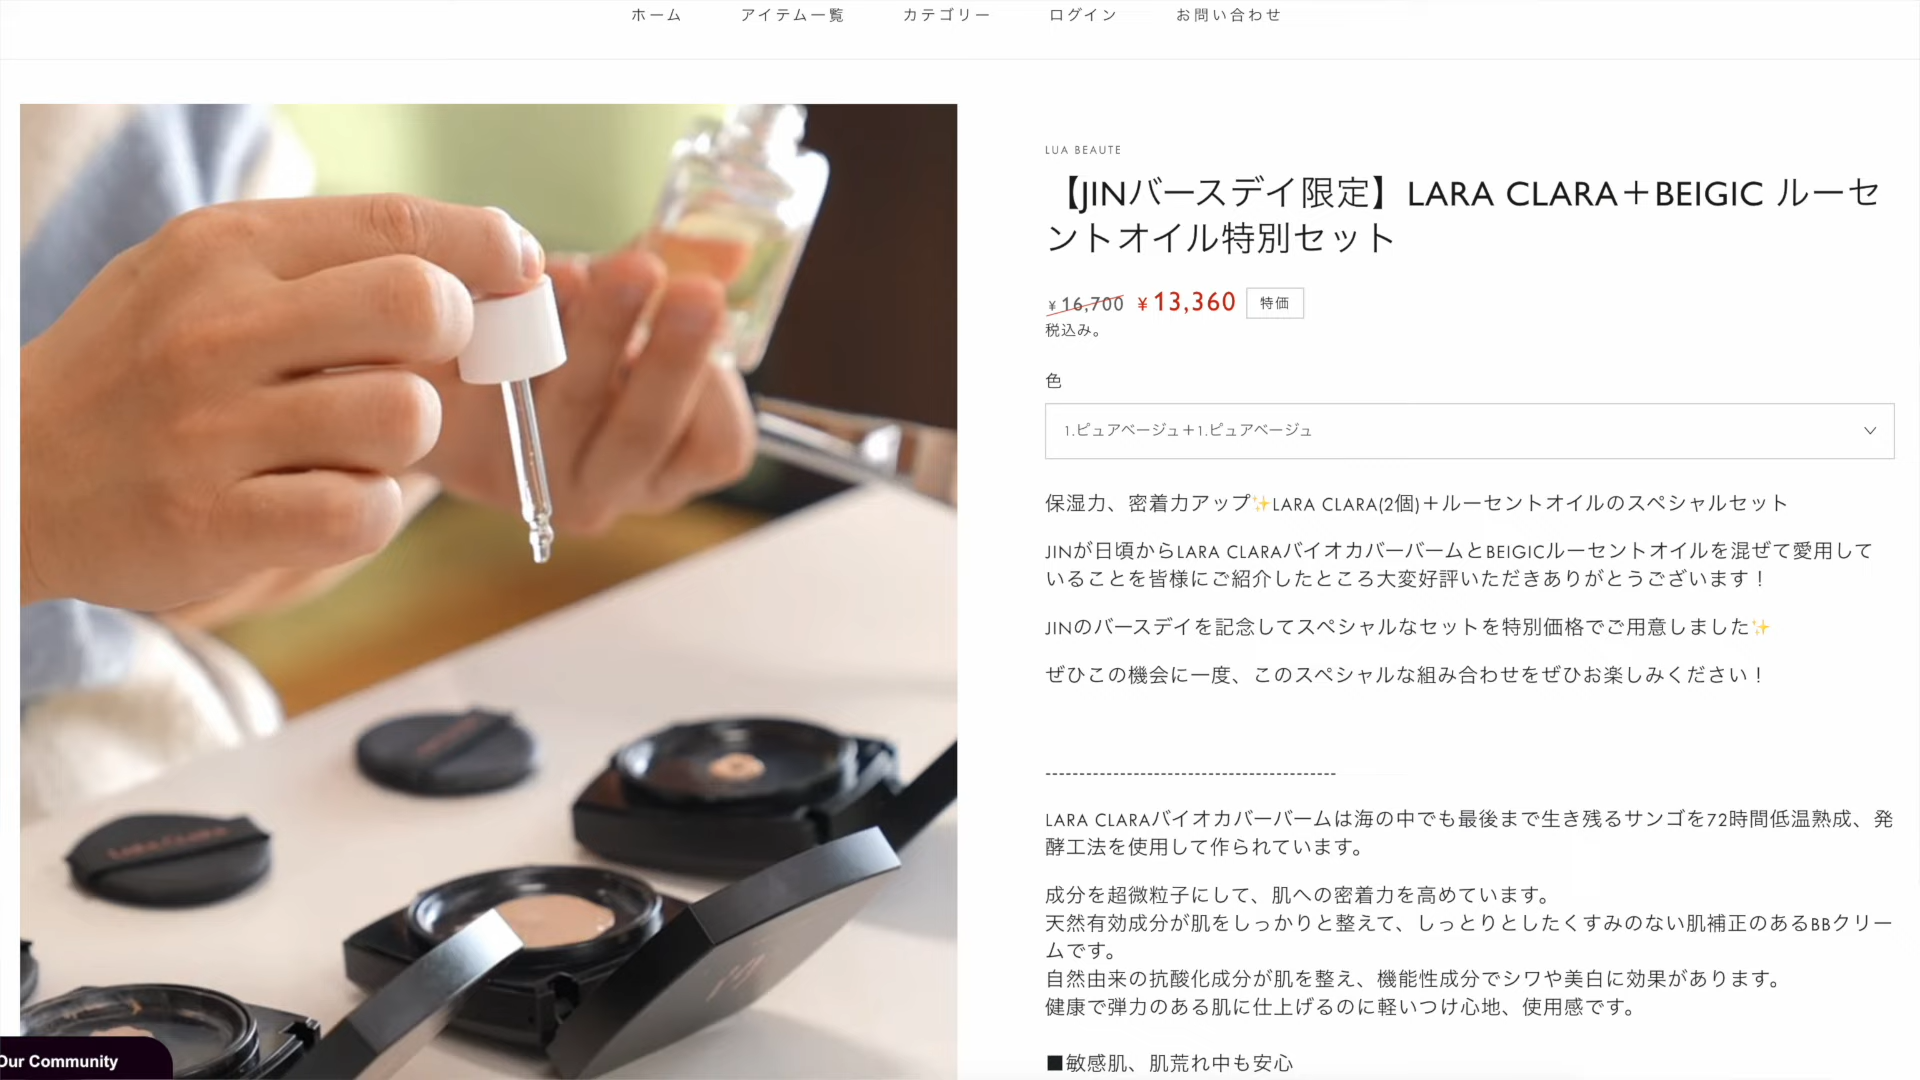 ホーム アイテム一覧 カテゴリー ログイン お問い合わせ
LUA BEAUTE
【JINバースデイ限定】LARA CLARA＋BEIGIC ルーセ
ントオイル特別セット
¥16,700 ¥13,360 特価
税込み。
色
1.ピュアベージュ＋1.ピュアベージュ
保湿力、密着力アップ✨LARA CLARA(2個)＋ルーセントオイルのスペシャルセット
JINが日頃からLARA CLARAバイオカバーバームとBEIGICルーセントオイルを混ぜて愛用して
いることを皆様にご紹介したところ大変好評いただきありがとうございます！
JINのバースデイを記念してスペシャルなセットを特別価格でご用意しました✨
ぜひこの機会に一度、このスペシャルな組み合わせをぜひお楽しみください！
-------------------------------------------
LARA CLARAバイオカバーバームは海の中でも最後まで生き残るサンゴを72時間低温熟成、発
酵工法を使用して作られています。
成分を超微粒子にして、肌への密着力を高めています。
天然有効成分が肌をしっかりと整えて、しっとりとしたくすみのない肌補正のあるBBクリー
ムです。
自然由来の抗酸化成分が肌を整え、機能性成分でシワや美白に効果があります。
健康で弾力のある肌に仕上げるのに軽いつけ心地、使用感です。
■敏感肌、肌荒れ中も安心
Our Community